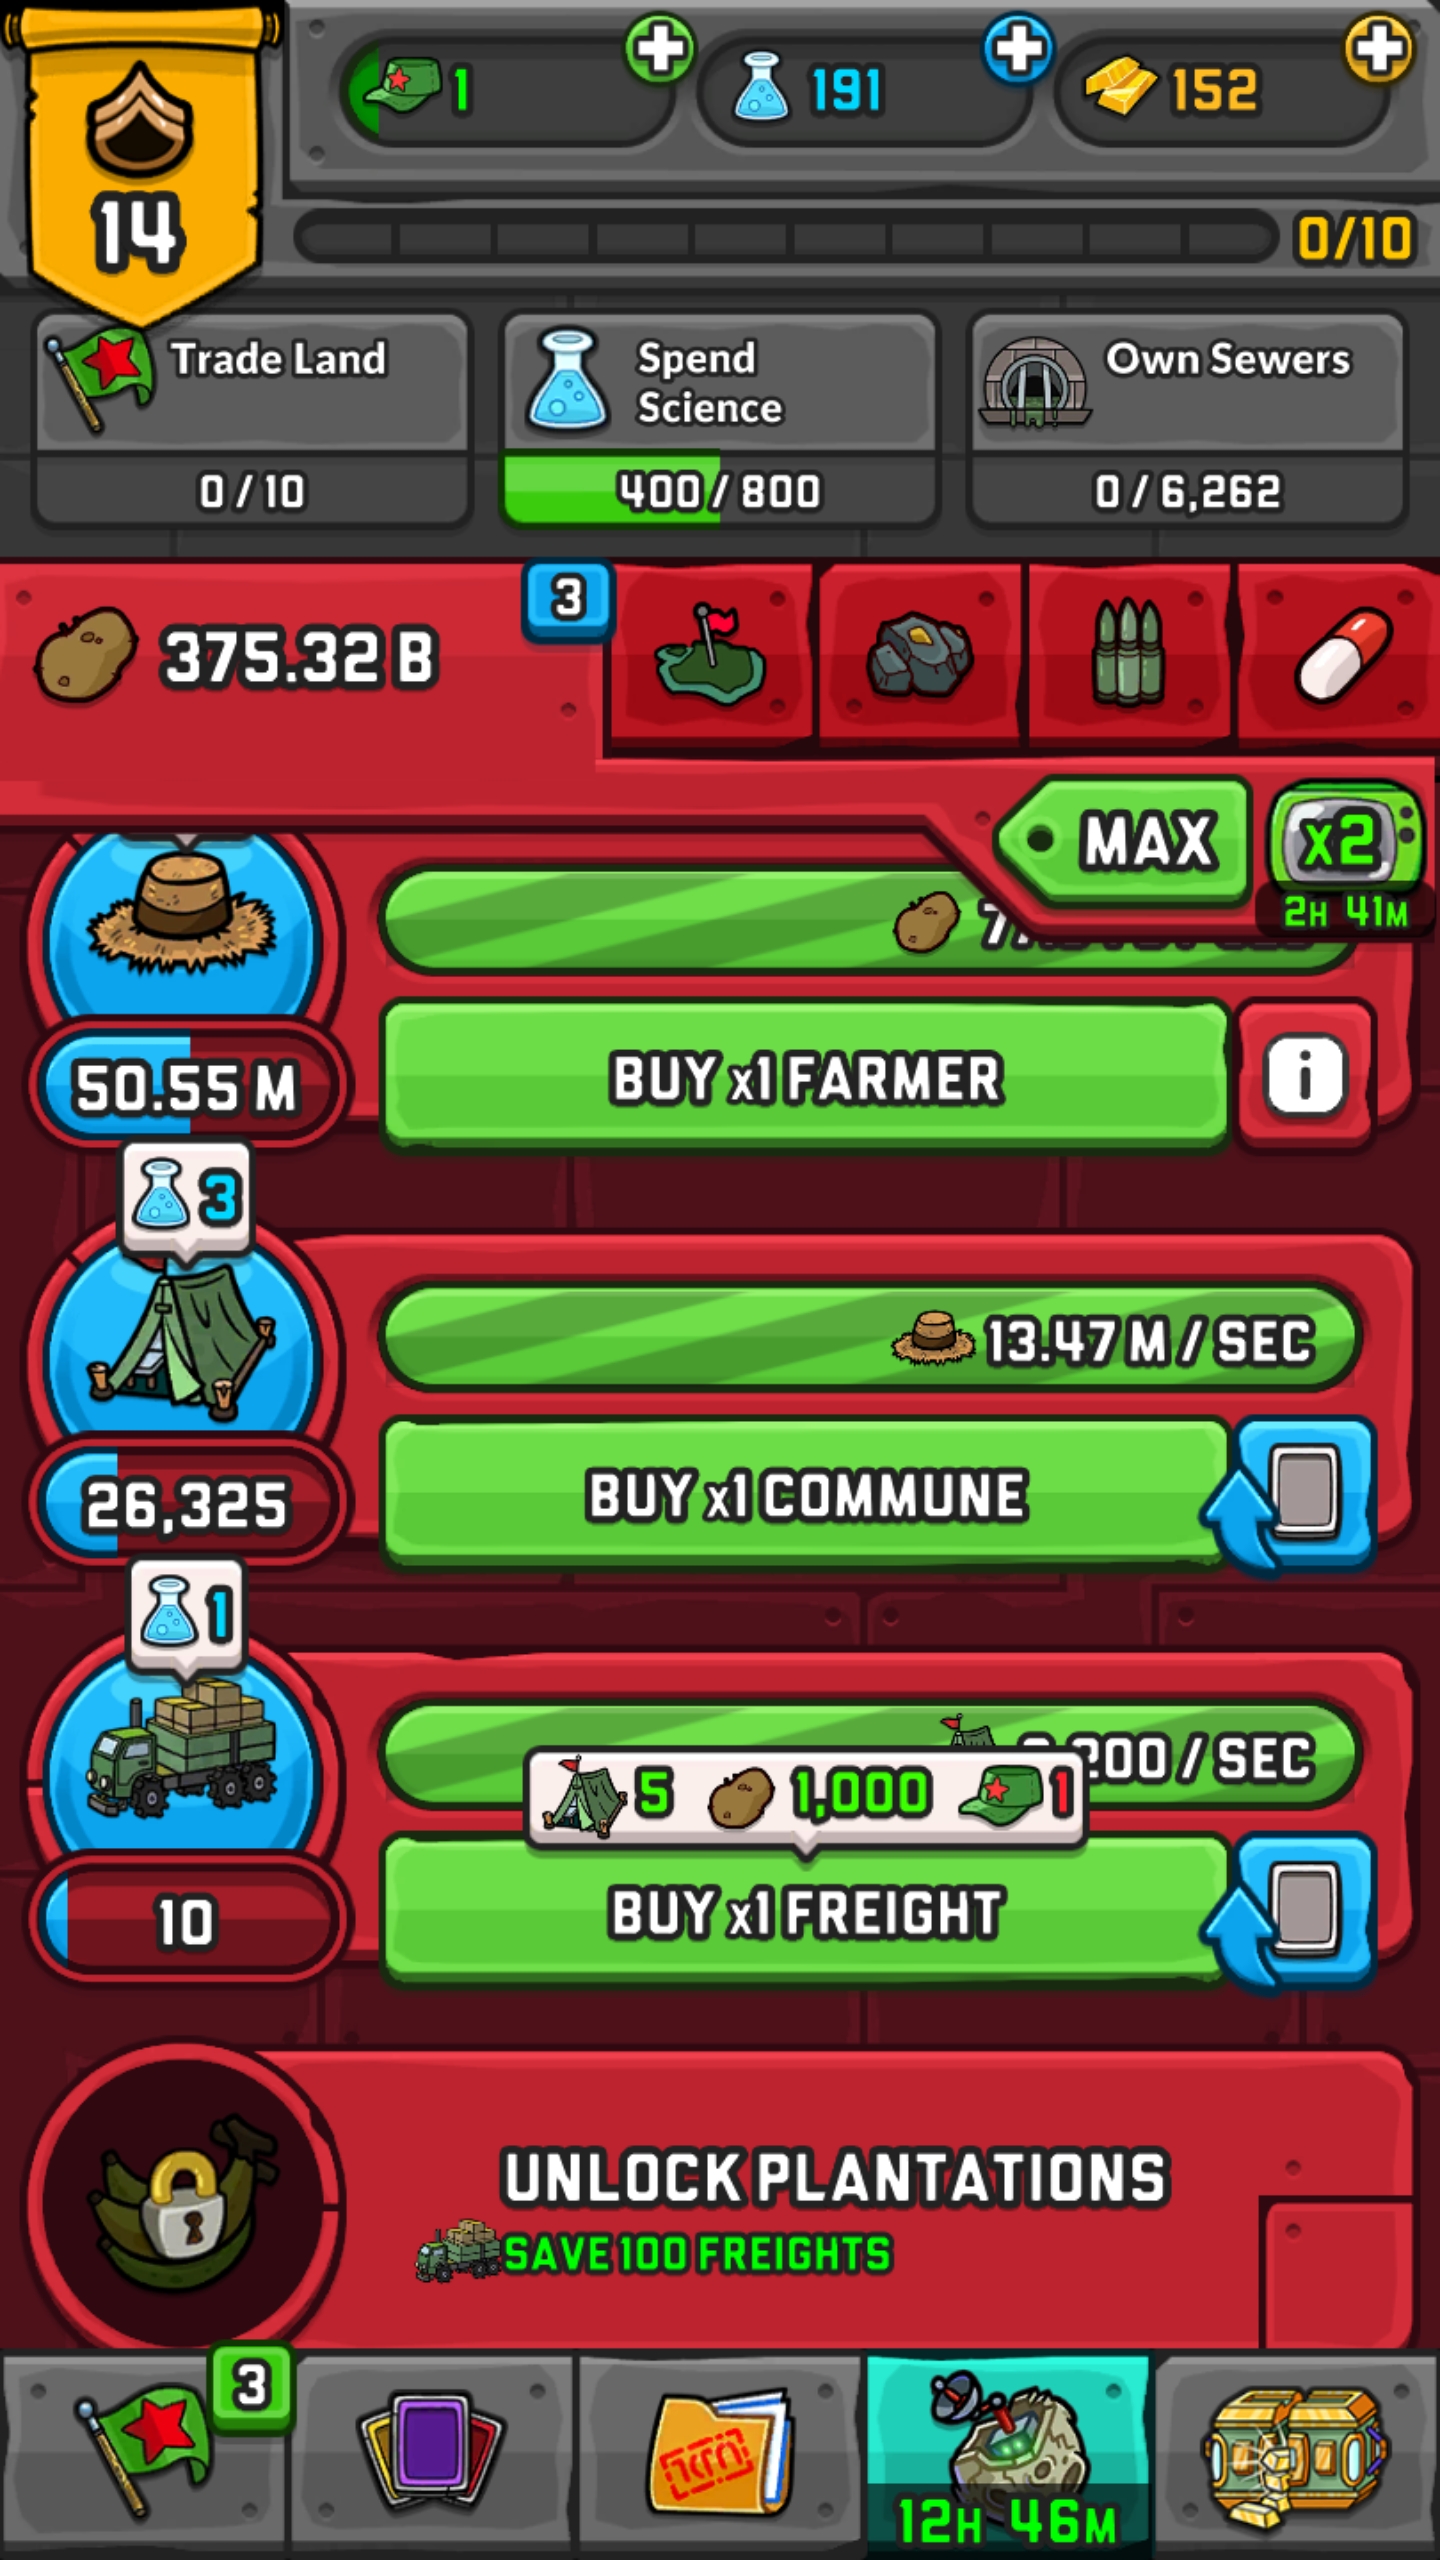 1
191
152
14
0/10
Trade Land
Spend
Science
Own Sewers
0 / 10
400 / 800
0 / 6,262
375.32 B
3
MAX
x2
2H 41M
50.55 M
BUY x1 FARMER
i
3
13.47 M / SEC
26,325
BUY x1 COMMUNE
1
200 / SEC
5
1,000
1
10
BUY x1 FREIGHT
UNLOCK PLANTATIONS
SAVE 100 FREIGHTS
3
12H 46M